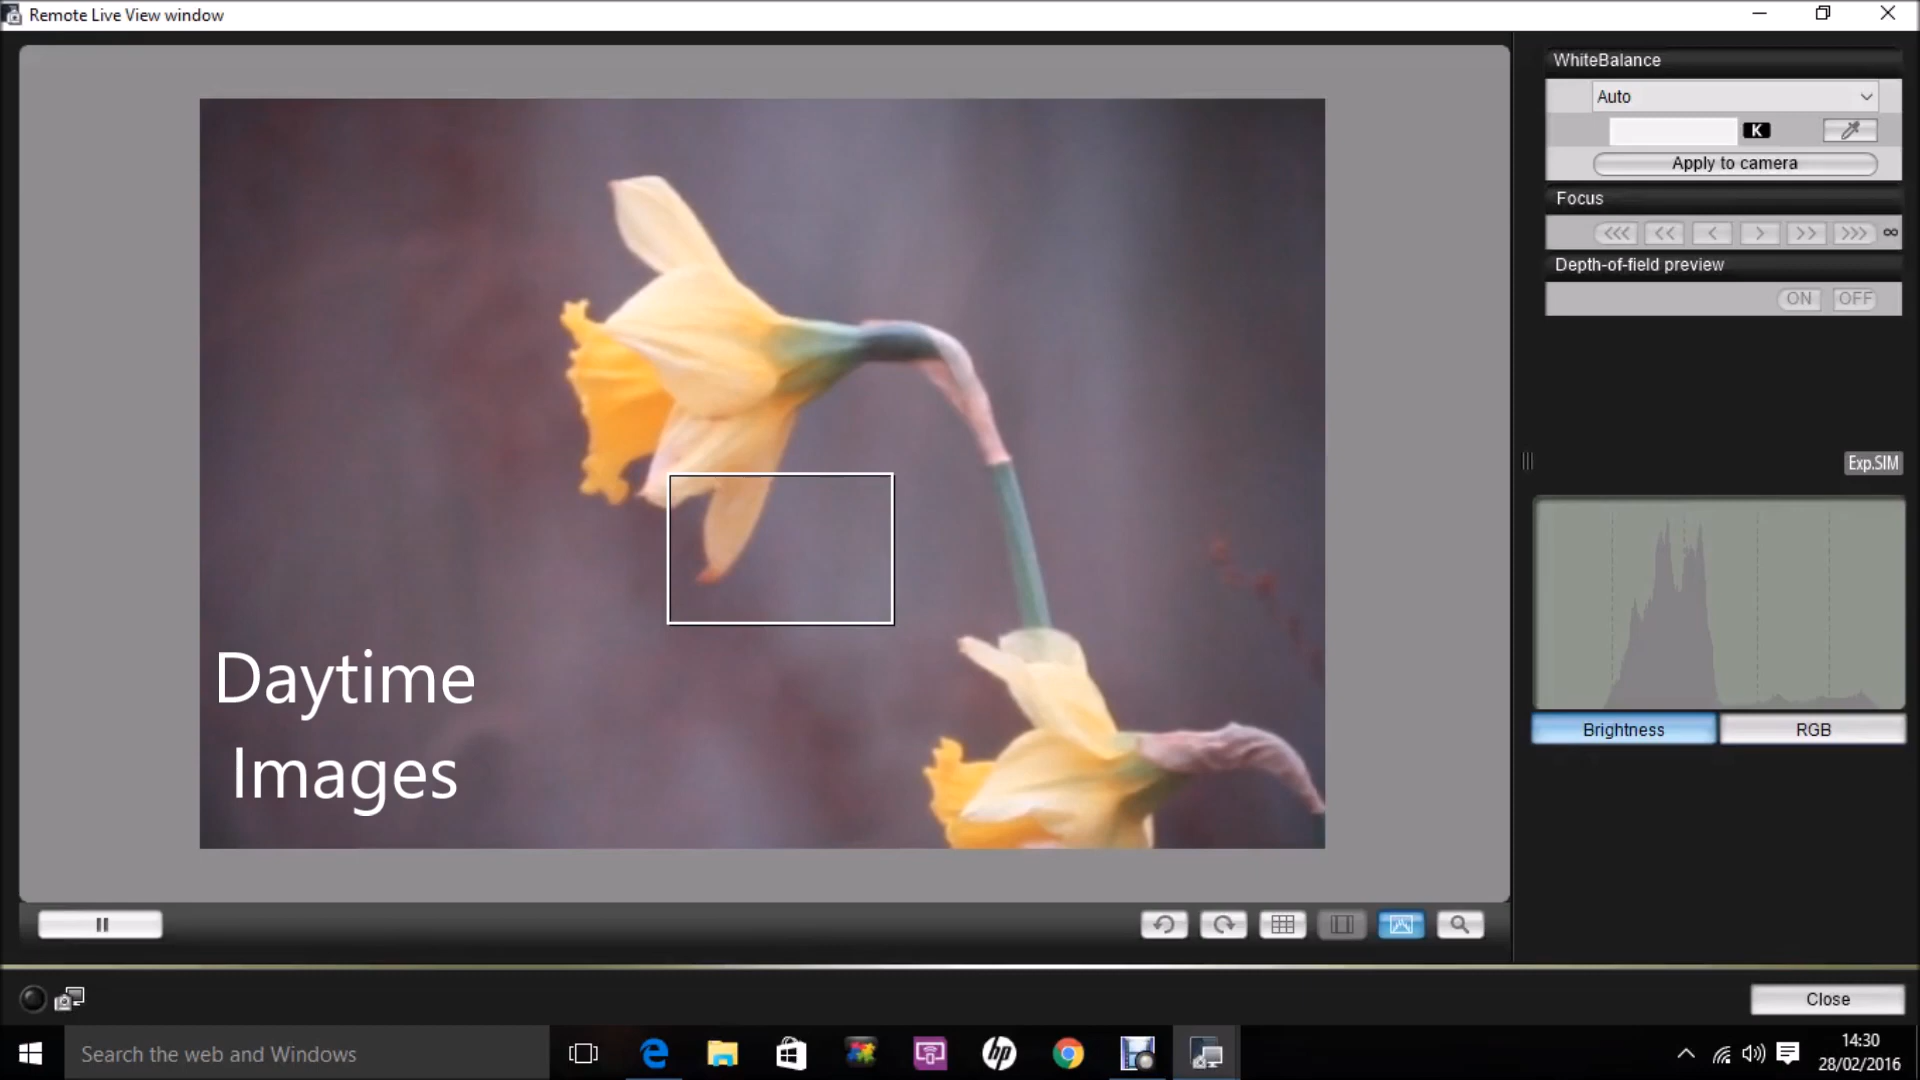 Remote Live View window
WhiteBalance
Auto
K
Apply to camera
Focus
<<< << < > >> >>> ∞
Depth-of-field preview
ON OFF
Exp.SIM
Daytime
Images
Brightness RGB
Close
Search the web and Windows
hp
14:30
28/02/2016